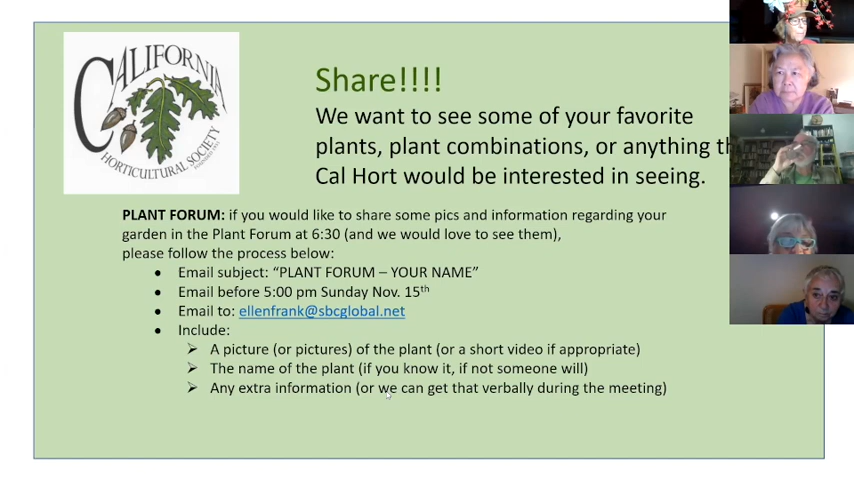 CALIFORNIA
HORTICULTURAL SOCIETY
Share!!!!
We want to see some of your favorite
plants, plant combinations, or anything th
Cal Hort would be interested in seeing.
PLANT FORUM: if you would like to share some pics and information regarding your
garden in the Plant Forum at 6:30 (and we would love to see them),
please follow the process below:
• Email subject: “PLANT FORUM – YOUR NAME”
• Email before 5:00 pm Sunday Nov. 15th
• Email to: ellenfrank@sbcglobal.net
• Include:
➢ A picture (or pictures) of the plant (or a short video if appropriate)
➢ The name of the plant (if you know it, if not someone will)
➢ Any extra information (or we can get that verbally during the meeting)